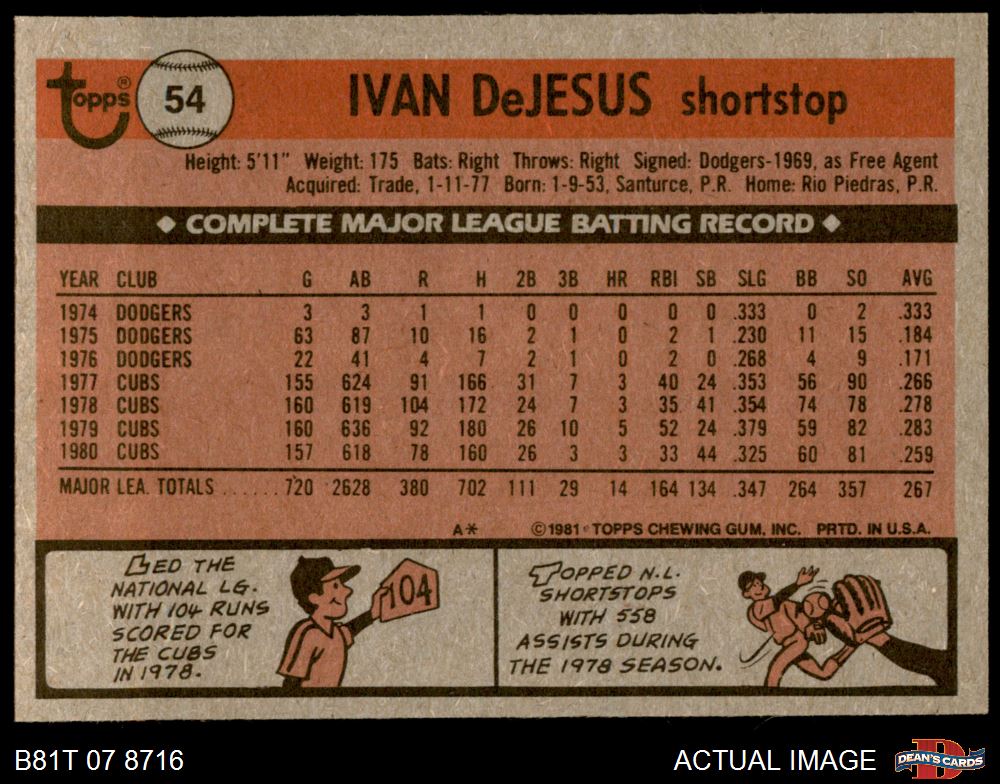 topps® 54 IVAN DeJESUS shortstop
Height: 5'11" Weight: 175 Bats: Right Throws: Right Signed: Dodgers-1969, as Free Agent
Acquired: Trade, 1-11-77 Born: 1-9-53, Santurce, P.R. Home: Rio Piedras, P.R.
◆ COMPLETE MAJOR LEAGUE BATTING RECORD ◆
YEAR CLUB G AB R H 2B 3B HR RBI SB SLG BB SO AVG
1974 DODGERS 3 3 1 1 0 0 0 0 0 .333 0 2 .333
1975 DODGERS 63 87 10 16 2 1 0 2 1 .230 11 15 .184
1976 DODGERS 22 41 4 7 2 1 0 2 0 .268 4 9 .171
1977 CUBS 155 624 91 166 31 7 3 40 24 .353 56 90 .266
1978 CUBS 160 619 104 172 24 7 3 35 41 .354 74 78 .278
1979 CUBS 160 636 92 180 26 10 5 52 24 .379 59 82 .283
1980 CUBS 157 618 78 160 26 3 3 33 44 .325 60 81 .259
MAJOR LEA. TOTALS ....... 720 2628 380 702 111 29 14 164 134 .347 264 357 267
A* ©1981 TOPPS CHEWING GUM, INC. PRTD. IN U.S.A.
LED THE
NATIONAL LG.
WITH 104 RUNS
SCORED FOR
THE CUBS
IN 1978.
104
TOPPED N.L.
SHORTSTOPS
WITH 558
ASSISTS DURING
THE 1978 SEASON.
B81T 07 8716 ACTUAL IMAGE DEAN'S CARDS